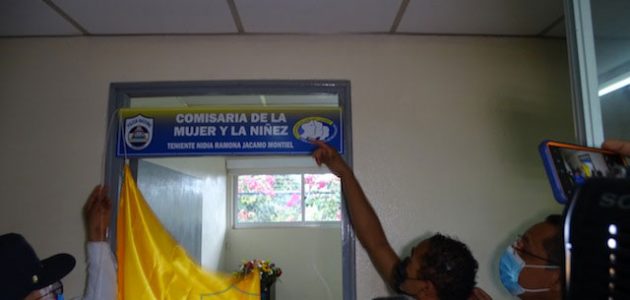 COMISARIA DE LA
MUJER Y LA NIÑEZ
TENIENTE NIDIA RAMONA JACAMO MONTIEL